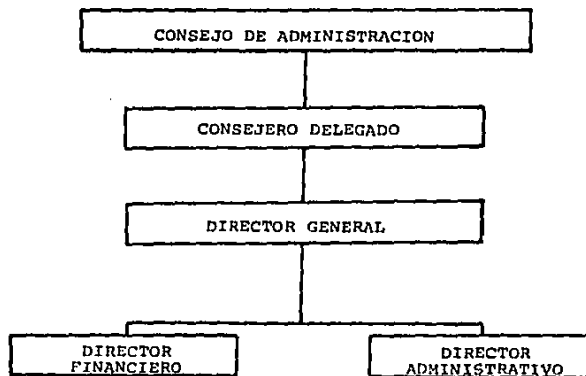 CONSEJO DE ADMINISTRACION
CONSEJERO DELEGADO
DIRECTOR GENERAL
DIRECTOR
FINANCIERO
DIRECTOR
ADMINISTRATIVO